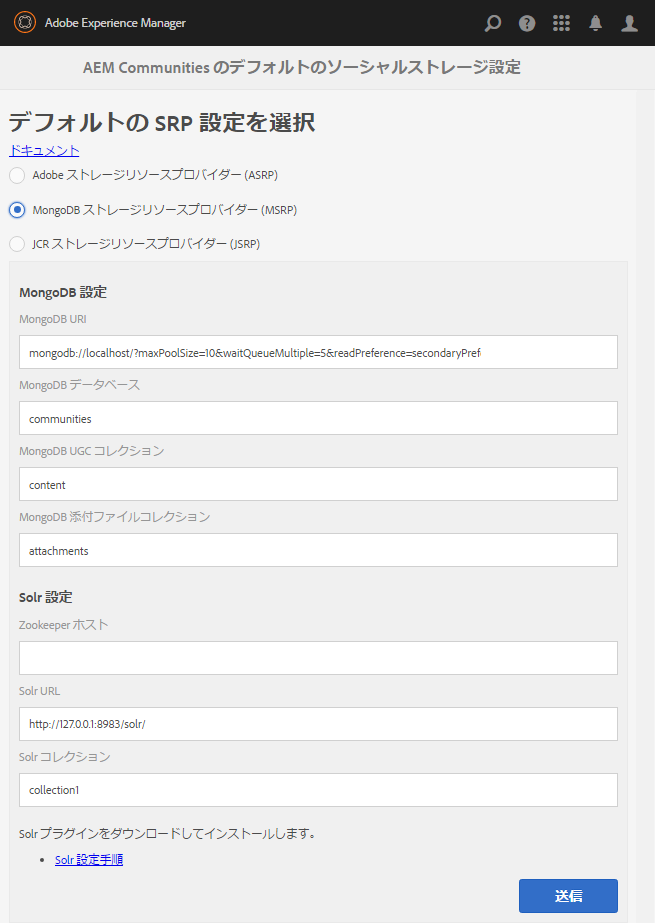 Adobe Experience Manager
AEM Communities のデフォルトのソーシャルストレージ設定
デフォルトの SRP 設定を選択
ドキュメント
Adobe ストレージリソースプロバイダー (ASRP)
MongoDB ストレージリソースプロバイダー (MSRP)
JCR ストレージリソースプロバイダー (JSRP)
MongoDB 設定
MongoDB URI
mongodb://localhost/?maxPoolSize=10&waitQueueMultiple=5&readPreference=secondaryPrefe
MongoDB データベース
communities
MongoDB UGC コレクション
content
MongoDB 添付ファイルコレクション
attachments
Solr 設定
Zookeeper ホスト
Solr URL
http://127.0.0.1:8983/solr/
Solr コレクション
collection1
Solr プラグインをダウンロードしてインストールします。
• Solr 設定手順
送信